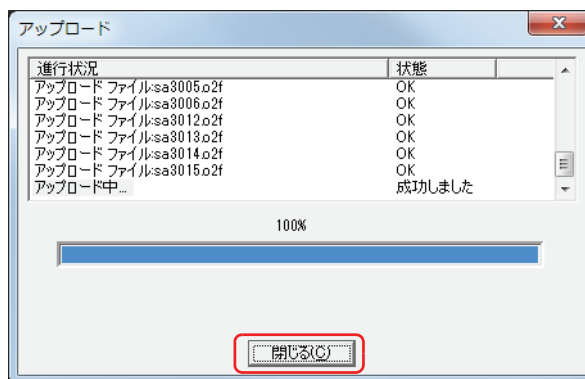 アップロード
進行状況 状態
アップロード ファイル:sa3005.o2f OK
アップロード ファイル:sa3006.o2f OK
アップロード ファイル:sa3012.o2f OK
アップロード ファイル:sa3013.o2f OK
アップロード ファイル:sa3014.o2f OK
アップロード ファイル:sa3015.o2f OK
アップロード中... 成功しました
100%
閉じる(C)